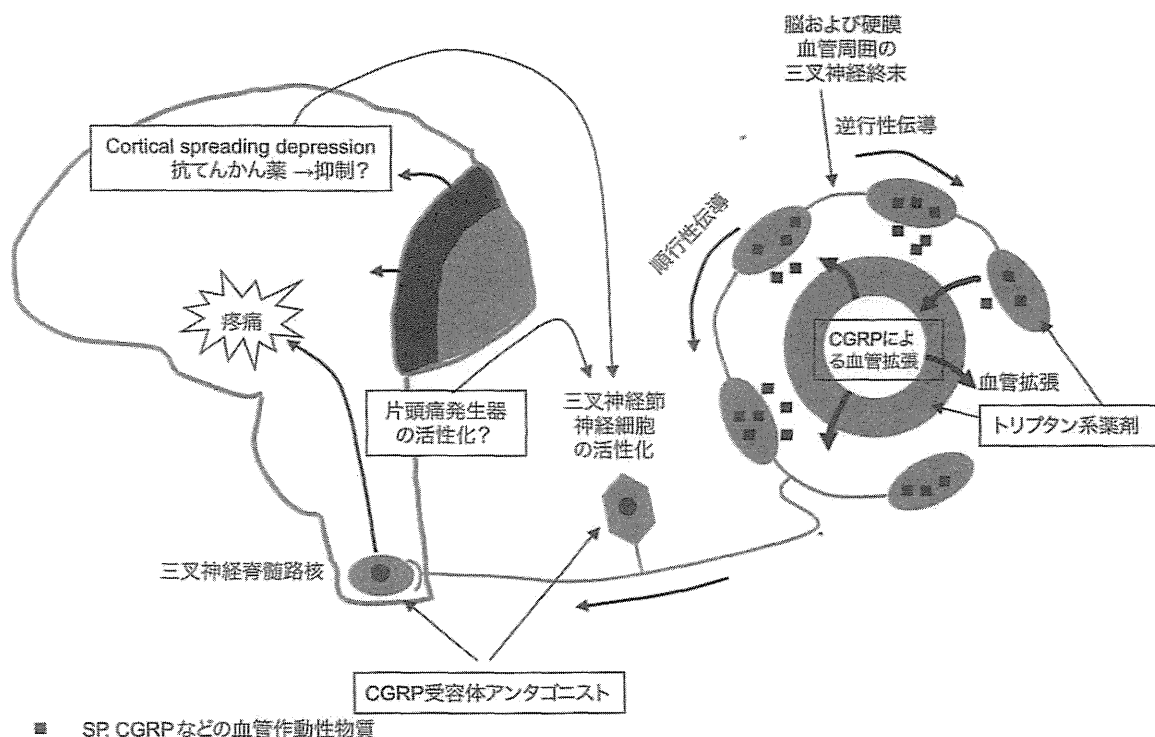 脳および硬膜
血管周囲の
三叉神経終末
逆行性伝導
順行性伝導
Cortical spreading depression
抗てんかん薬 →抑制?
疼痛
CGRPによ
る血管拡張
血管拡張
トリプタン系薬剤
片頭痛発生器
の活性化?
三叉神経節
神経細胞
の活性化
三叉神経脊髄路核
CGRP受容体アンタゴニスト
■ SP, CGRPなどの血管作動性物質